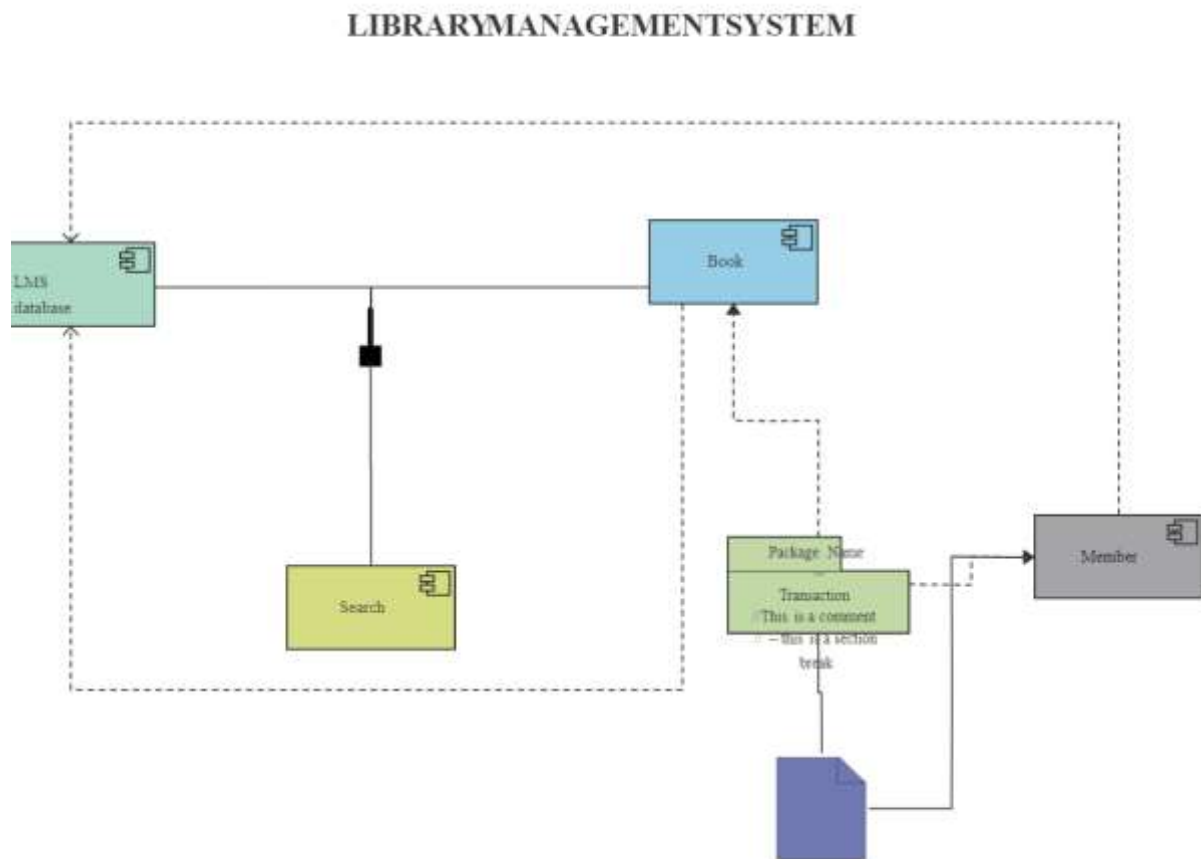 LIBRARYMANAGEMENTSYSTEM
Book
LMS
database
Package Name
Member
Transaction
//This is a comment
// – this is a section
break
Search